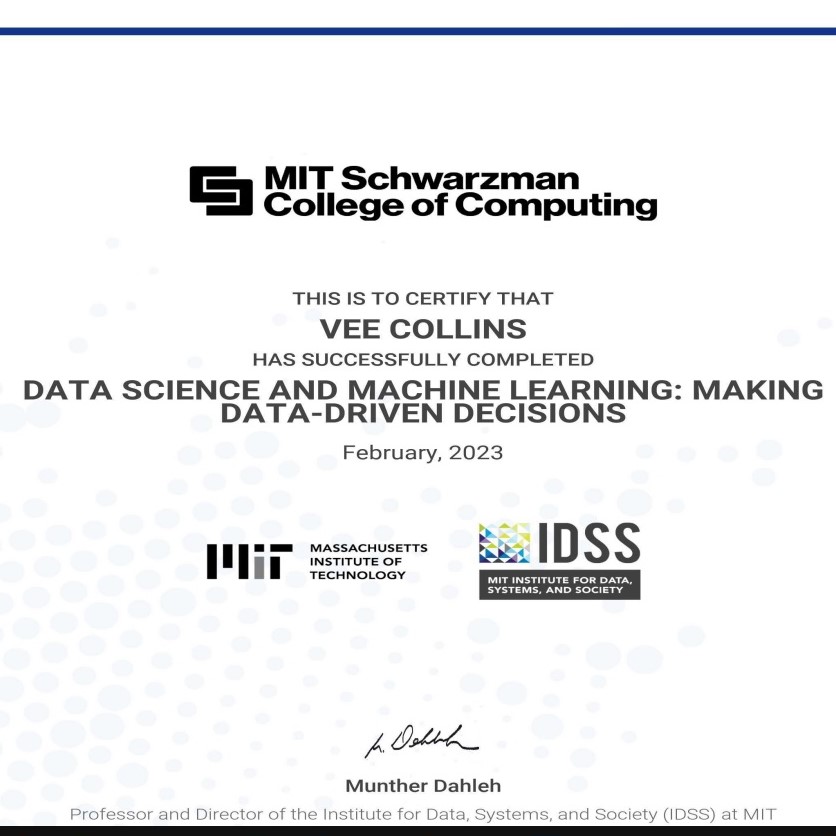 MIT Schwarzman
College of Computing
THIS IS TO CERTIFY THAT
VEE COLLINS
HAS SUCCESSFULLY COMPLETED
DATA SCIENCE AND MACHINE LEARNING: MAKING
DATA-DRIVEN DECISIONS
February, 2023
MiT MASSACHUSETTS
INSTITUTE OF
TECHNOLOGY
IDSS
MIT INSTITUTE FOR DATA,
SYSTEMS, AND SOCIETY
Munther Dahleh
Professor and Director of the Institute for Data, Systems, and Society (IDSS) at MIT